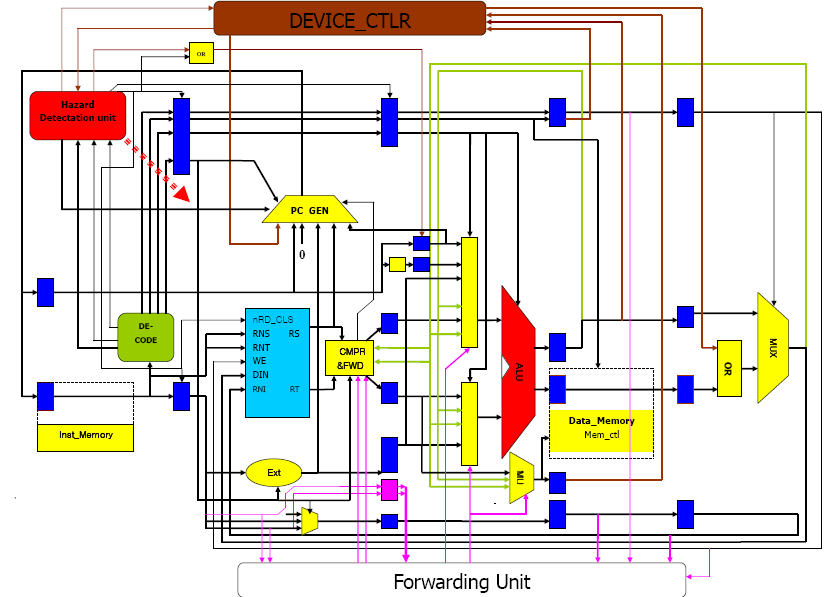 DEVICE_CTLR
OR
Hazard
Detectation unit
PC GEN
0
DE-
CODE
nRD_CLS
RNS RS
RNT
WE
DIN
RNI RT
CMPR
&FWD
ALU
OR
MUX
Inst_Memory
Data_Memory
Mem_ctl
Ext
MU
Forwarding Unit